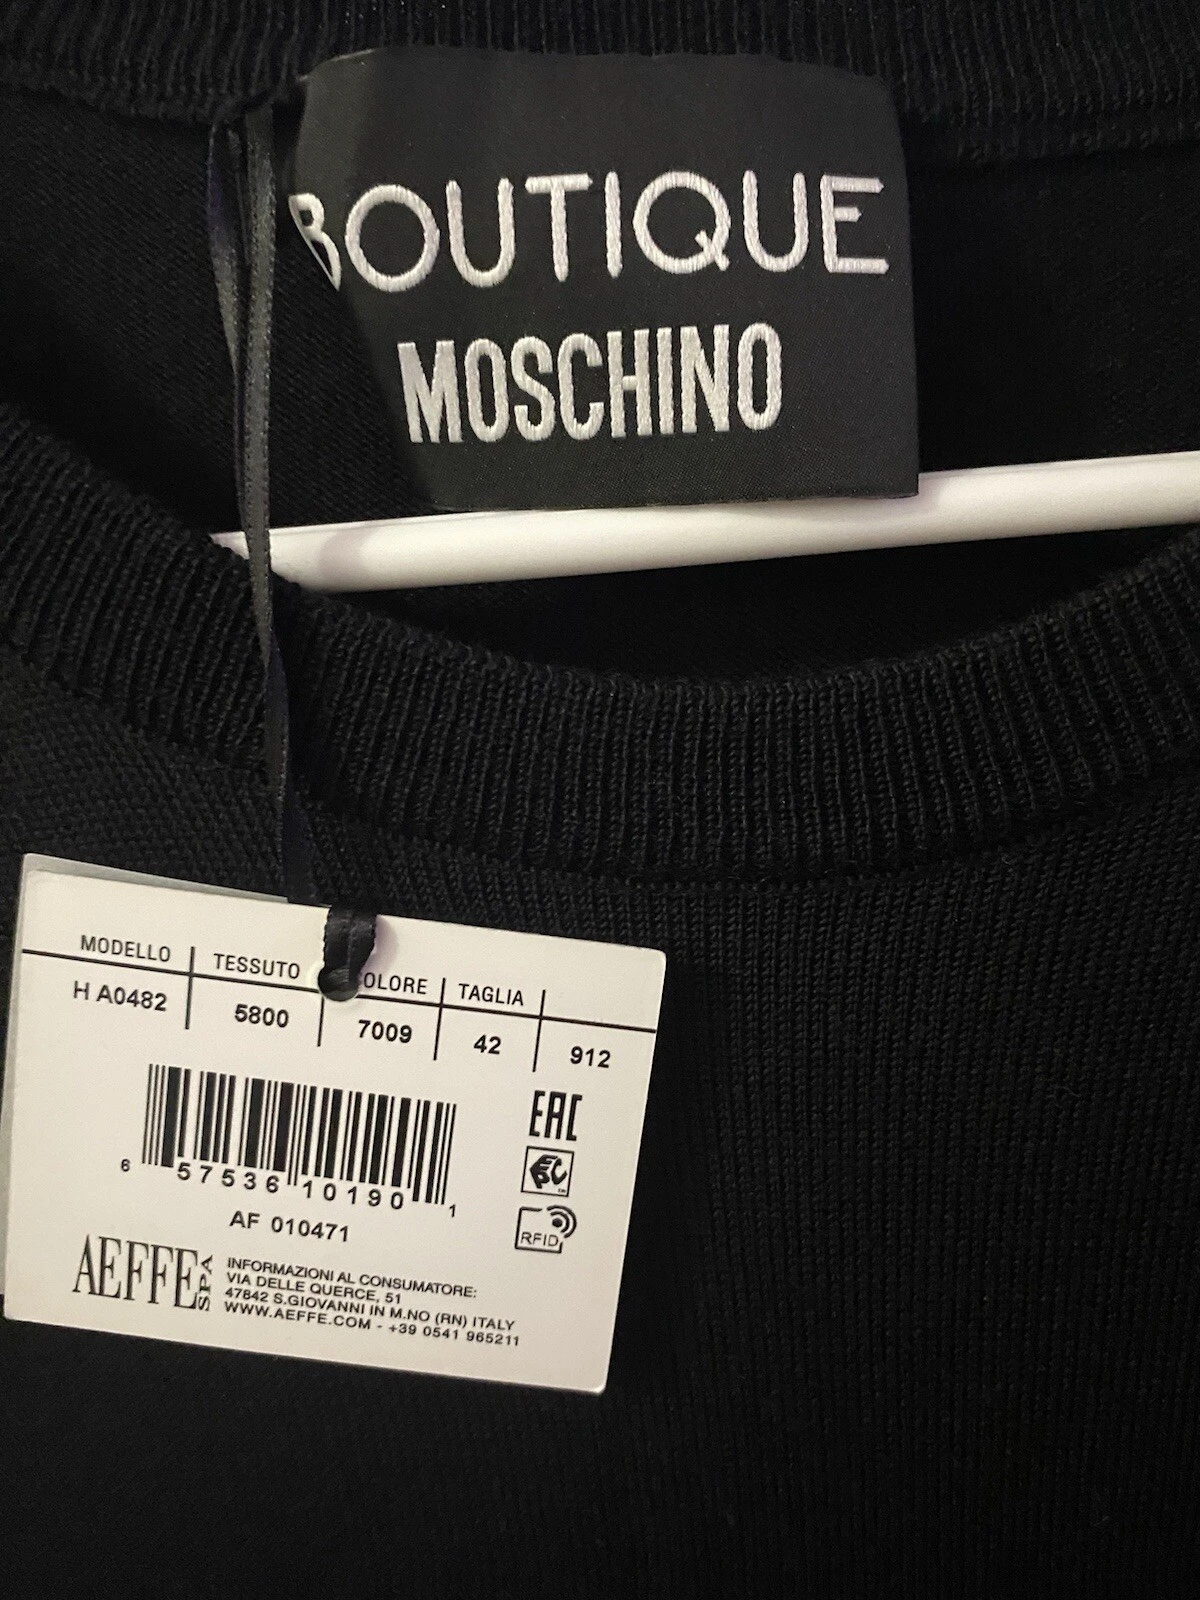 BOUTIQUE
MOSCHINO
MODELLO TESSUTO OLORE TAGLIA
H A0482 5800 7009 42 912
EAC
EPC
6 57536 10190 1
RFID
AF 010471
AEFFE SPA
INFORMAZIONI AL CONSUMATORE:
VIA DELLE QUERCE, 51
47842 S.GIOVANNI IN M.NO (RN) ITALY
WWW.AEFFE.COM - +39 0541 965211